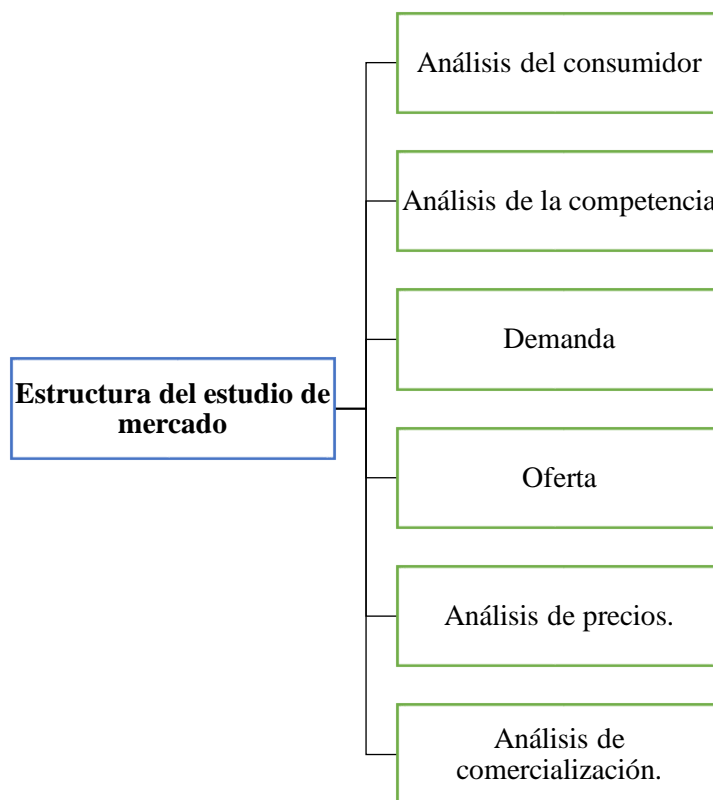 Análisis del consumidor
Análisis de la competencia
Demanda
Estructura del estudio de
mercado
Oferta
Análisis de precios.
Análisis de
comercialización.